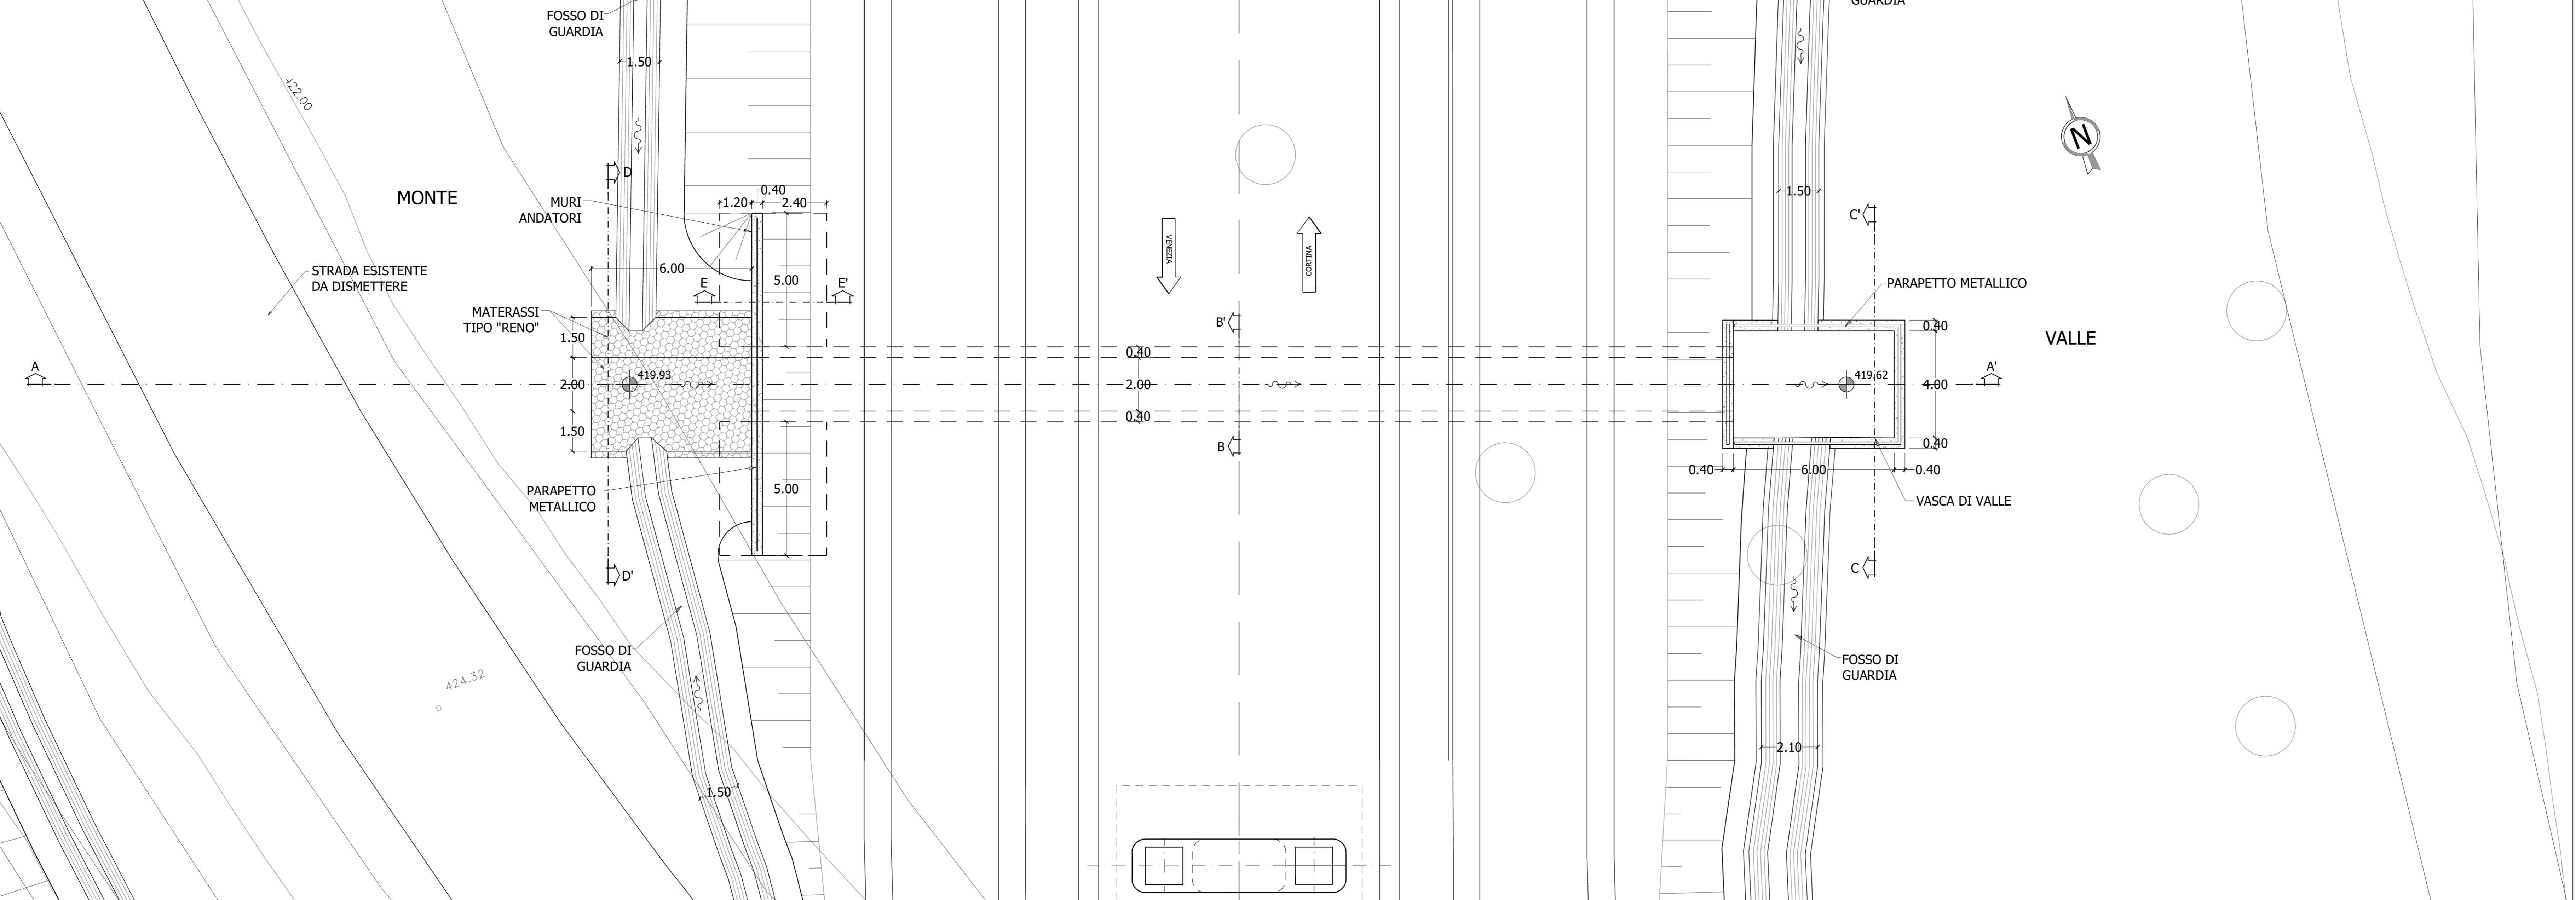 FOSSO DI
GUARDIA
GUARDIA
1.50
422.00
N
D
MONTE
0.40
1.20
2.40
MURI
ANDATORI
1.50
C'
VENEZIA
CORTINA
STRADA ESISTENTE
DA DISMETTERE
6.00
E
E'
5.00
PARAPETTO METALLICO
MATERASSI
TIPO "RENO"
1.50
B'
0.40
VALLE
0.40
A
2.00
419.93
2.00
419.62
4.00
A'
0.40
1.50
B
0.40
0.40
6.00
0.40
PARAPETTO
METALLICO
5.00
VASCA DI VALLE
D'
C
FOSSO DI
GUARDIA
FOSSO DI
GUARDIA
424.32
2.10
1.50